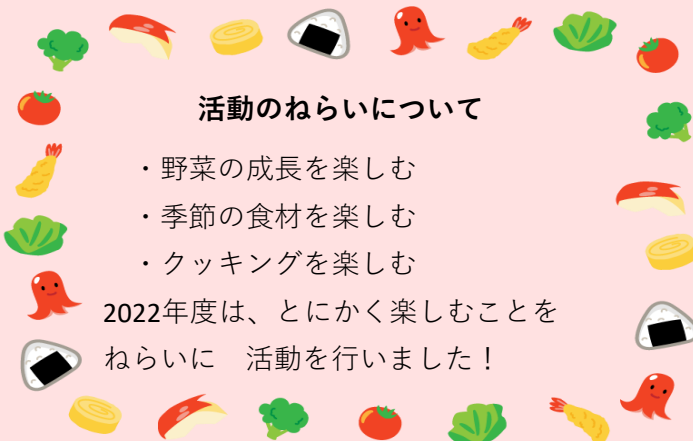 活動のねらいについて
・野菜の成長を楽しむ
・季節の食材を楽しむ
・クッキングを楽しむ
2022年度は、とにかく楽しむことを
ねらいに　活動を行いました！